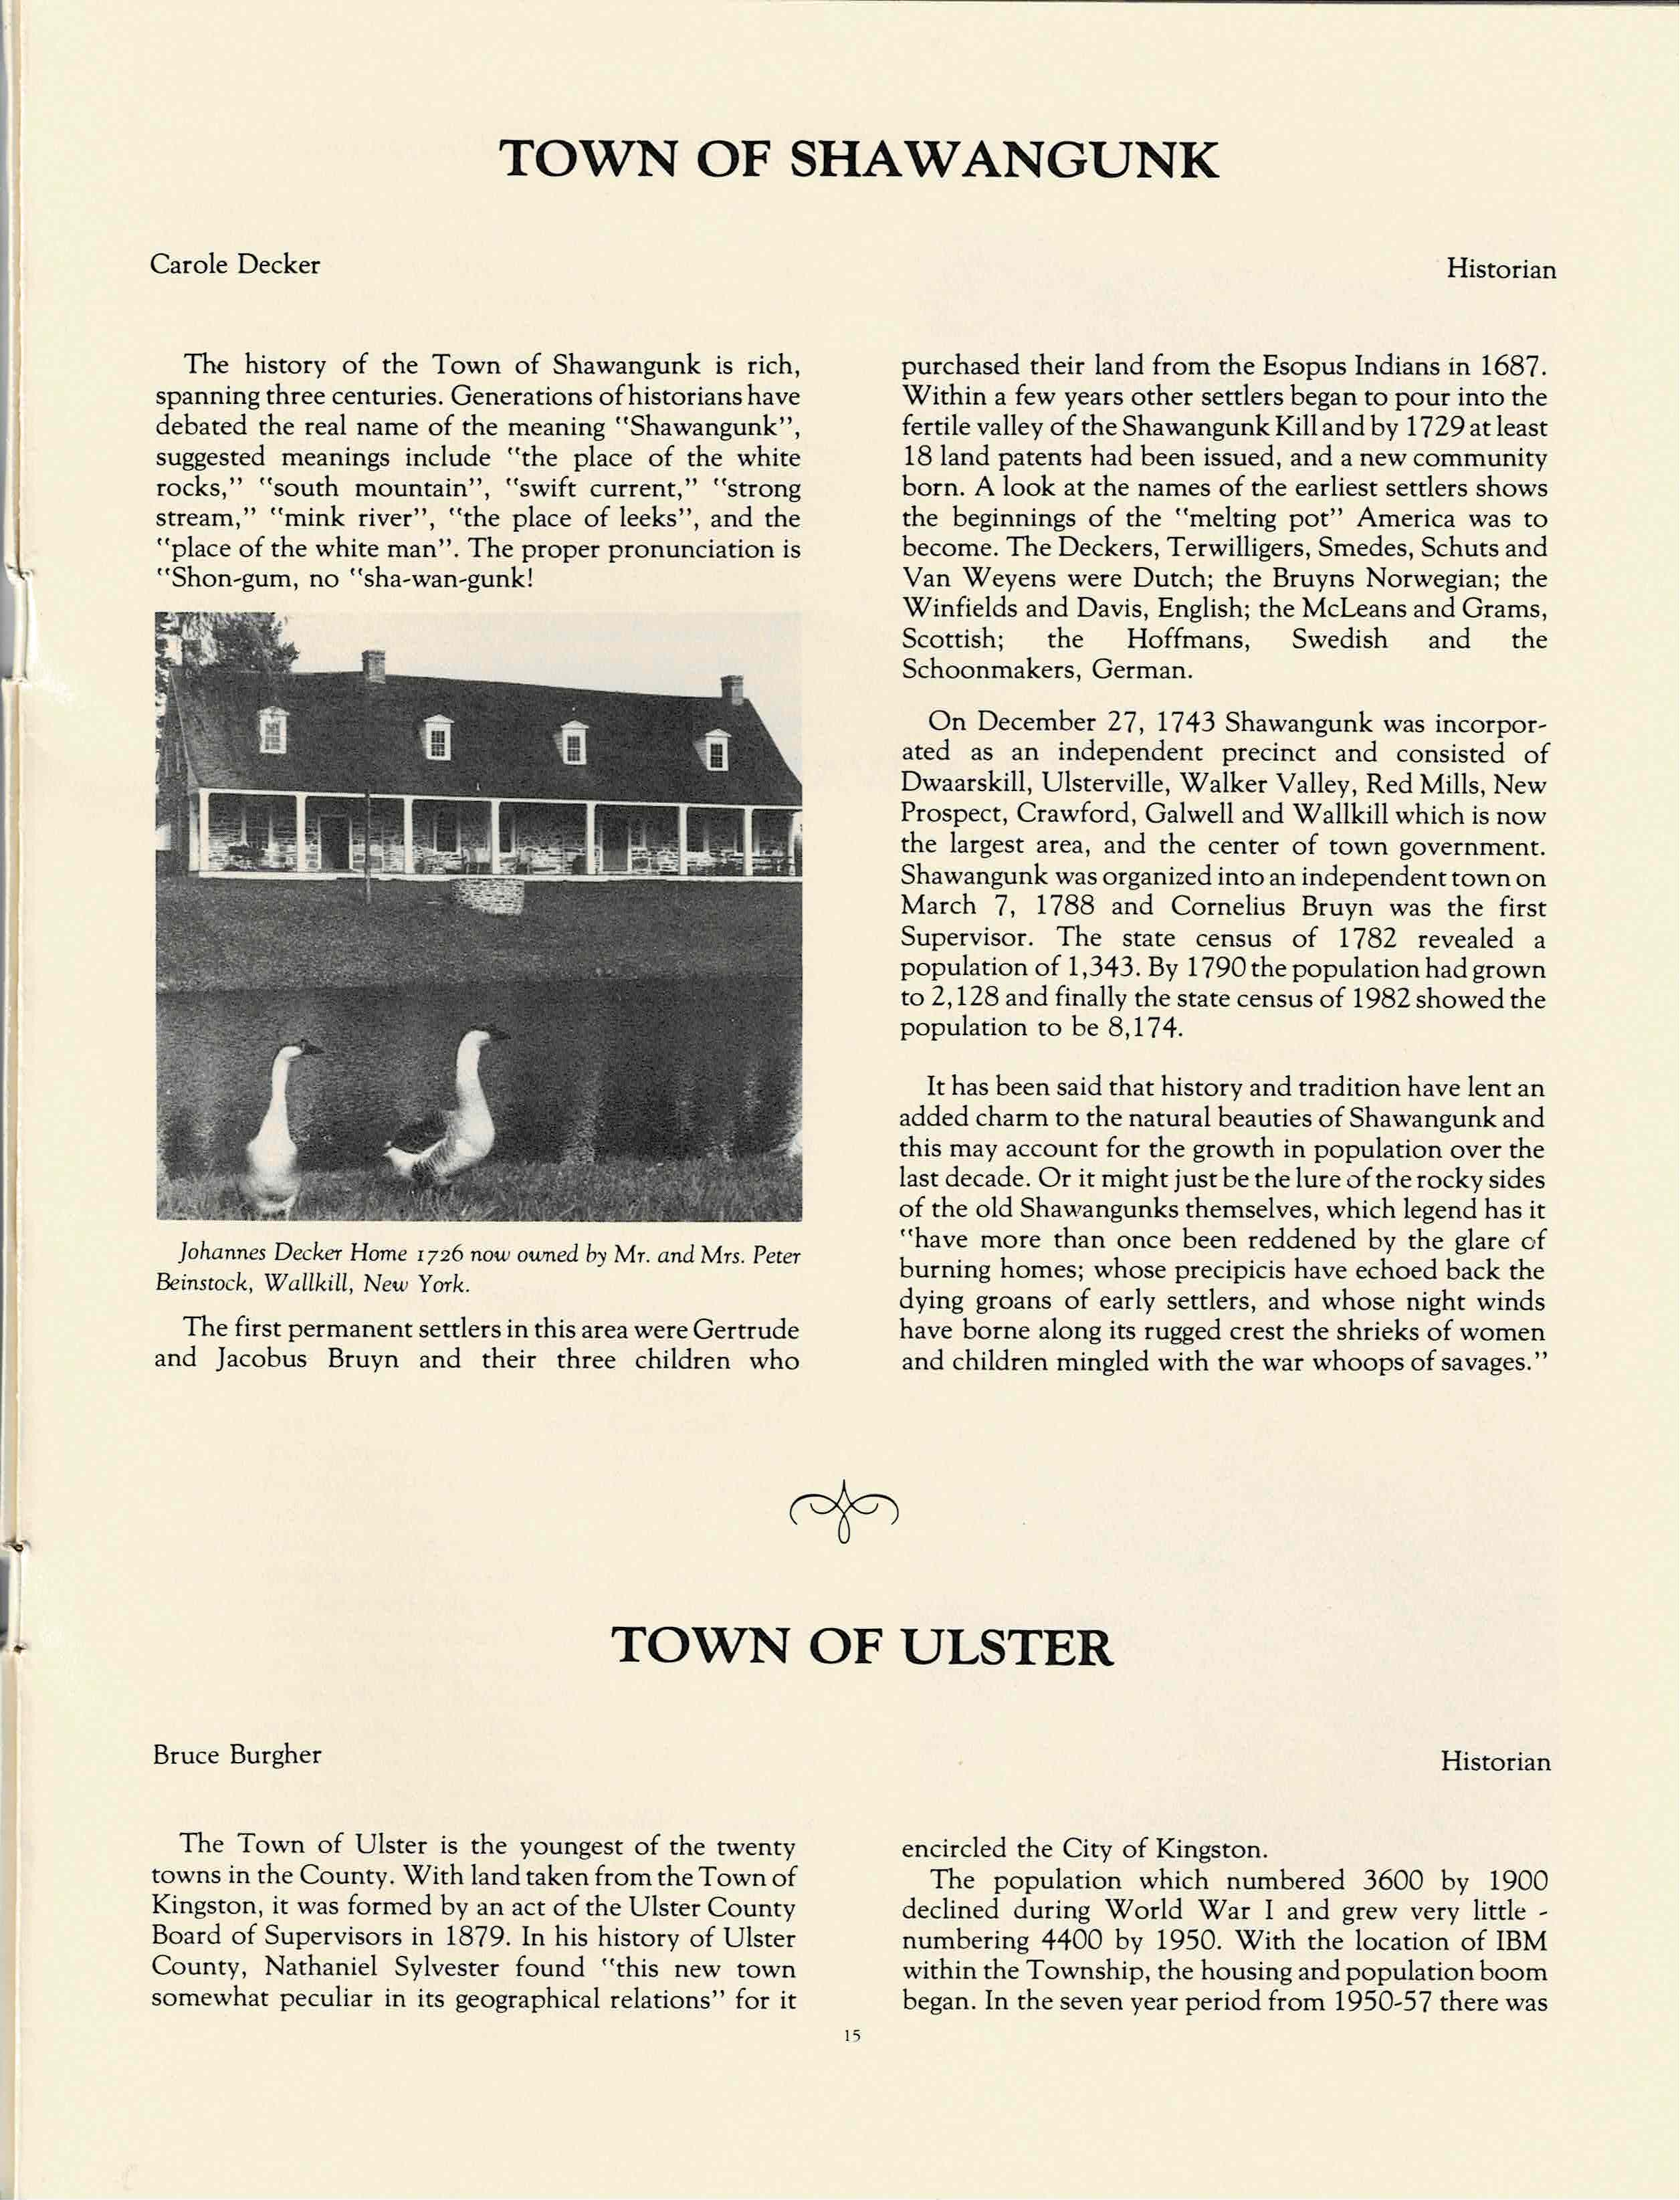 TOWN OF SHAWANGUNK
Carole Decker
Historian
The history of the Town of Shawangunk is rich,
spanning three centuries. Generations of historians have
debated the real name of the meaning "Shawangunk",
suggested meanings include "the place of the white
rocks," "south mountain", "swift current," "strong
stream," "mink river", "the place of leeks", and the
"place of the white man". The proper pronunciation is
"Shon-gum, no "sha-wan-gunk!
Johannes Decker Home 1726 now owned by Mr. and Mrs. Peter
Beinstock, Wallkill, New York.
The first permanent settlers in this area were Gertrude
and Jacobus Bruyn and their three children who
purchased their land from the Esopus Indians in 1687.
Within a few years other settlers began to pour into the
fertile valley of the Shawangunk Kill and by 1729 at least
18 land patents had been issued, and a new community
born. A look at the names of the earliest settlers shows
the beginnings of the "melting pot" America was to
become. The Deckers, Terwilligers, Smedes, Schuts and
Van Weyens were Dutch; the Bruyns Norwegian; the
Winfields and Davis, English; the McLeans and Grams,
Scottish; the Hoffmans, Swedish and the
Schoonmakers, German.
On December 27, 1743 Shawangunk was incorpor-
ated as an independent precinct and consisted of
Dwaarskill, Ulsterville, Walker Valley, Red Mills, New
Prospect, Crawford, Galwell and Wallkill which is now
the largest area, and the center of town government.
Shawangunk was organized into an independent town on
March 7, 1788 and Cornelius Bruyn was the first
Supervisor. The state census of 1782 revealed a
population of 1,343. By 1790 the population had grown
to 2,128 and finally the state census of 1982 showed the
population to be 8,174.
It has been said that history and tradition have lent an
added charm to the natural beauties of Shawangunk and
this may account for the growth in population over the
last decade. Or it might just be the lure of the rocky sides
of the old Shawangunks themselves, which legend has it
"have more than once been reddened by the glare of
burning homes; whose precipicis have echoed back the
dying groans of early settlers, and whose night winds
have borne along its rugged crest the shrieks of women
and children mingled with the war whoops of savages."
TOWN OF ULSTER
Bruce Burgher
Historian
The Town of Ulster is the youngest of the twenty
towns in the County. With land taken from the Town of
Kingston, it was formed by an act of the Ulster County
Board of Supervisors in 1879. In his history of Ulster
County, Nathaniel Sylvester found "this new town
somewhat peculiar in its geographical relations" for it
encircled the City of Kingston.
The population which numbered 3600 by 1900
declined during World War I and grew very little -
numbering 4400 by 1950. With the location of IBM
within the Township, the housing and population boom
began. In the seven year period from 1950-57 there was
15